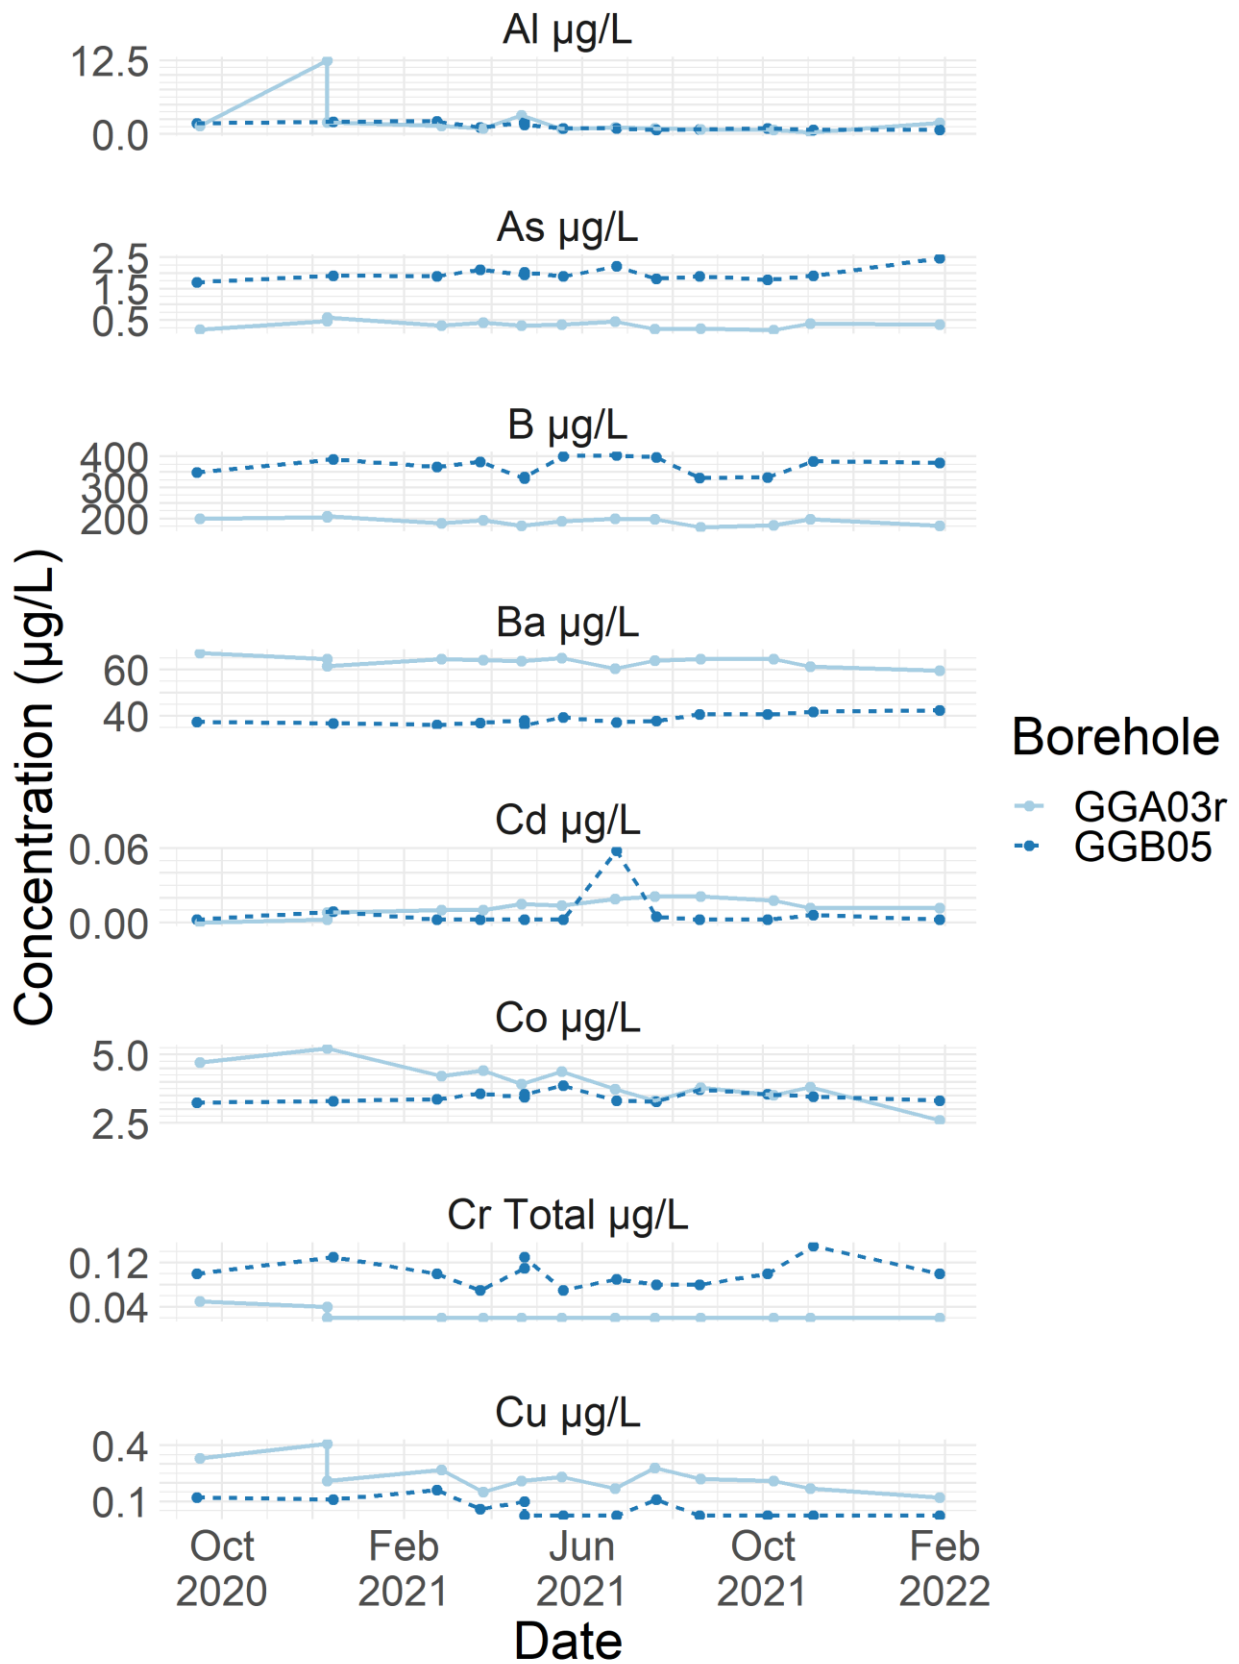 Al µg/L
12.5
0.0
As µg/L
2.5
1.5
0.5
B µg/L
400
300
200
Ba µg/L
60
40
Cd µg/L
0.06
0.00
Co µg/L
5.0
2.5
Cr Total µg/L
0.12
0.04
Cu µg/L
0.4
0.1
Oct Feb Jun Oct Feb
2020 2021 2021 2021 2022
Date
Concentration (µg/L)
Borehole
GGA03r
GGB05